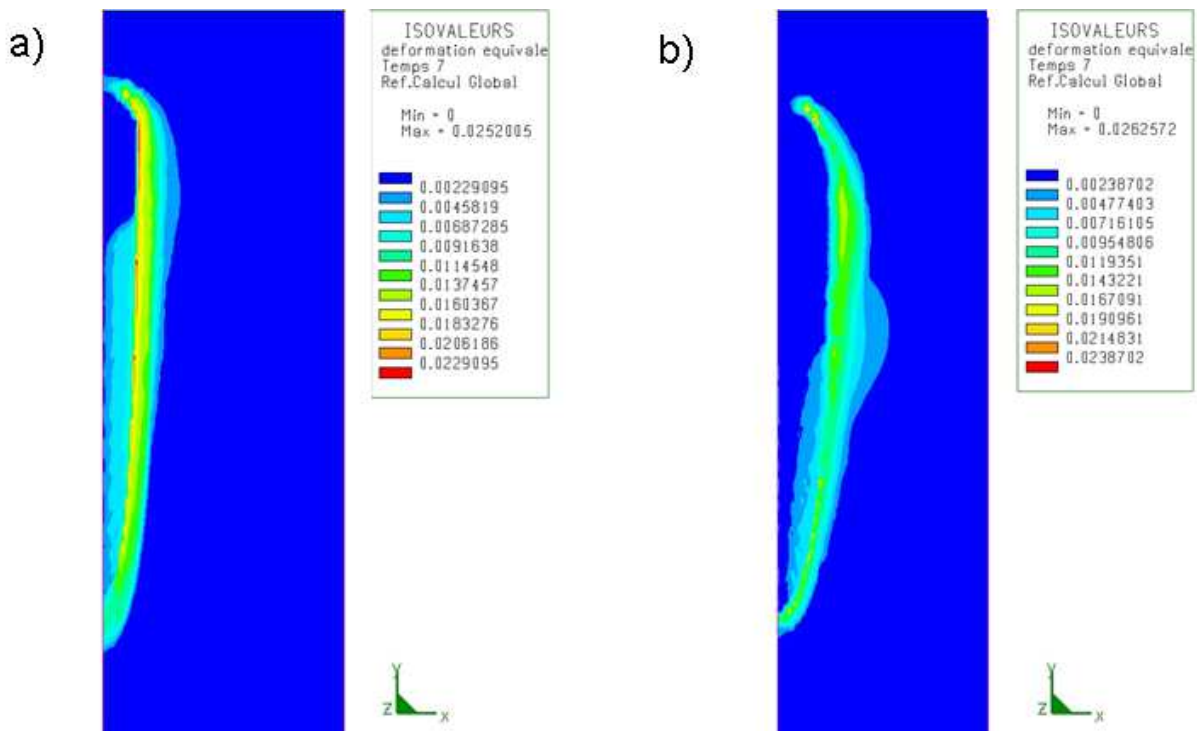 a)
ISOVALEURS
deformation equivale
Temps 7
Ref.Calcul Global
Min = 0
Max = 0.0252005
0.00229095
0.0045819
0.00687285
0.0091638
0.0114548
0.0137457
0.0160367
0.0183276
0.0206186
0.0229095
Y
Z
X
b)
ISOVALEURS
deformation equivale
Temps 7
Ref.Calcul Global
Min = 0
Max = 0.0262572
0.00238702
0.00477403
0.00716105
0.00954806
0.0119351
0.0143221
0.0167091
0.0190961
0.0214831
0.0238702
Y
Z
X